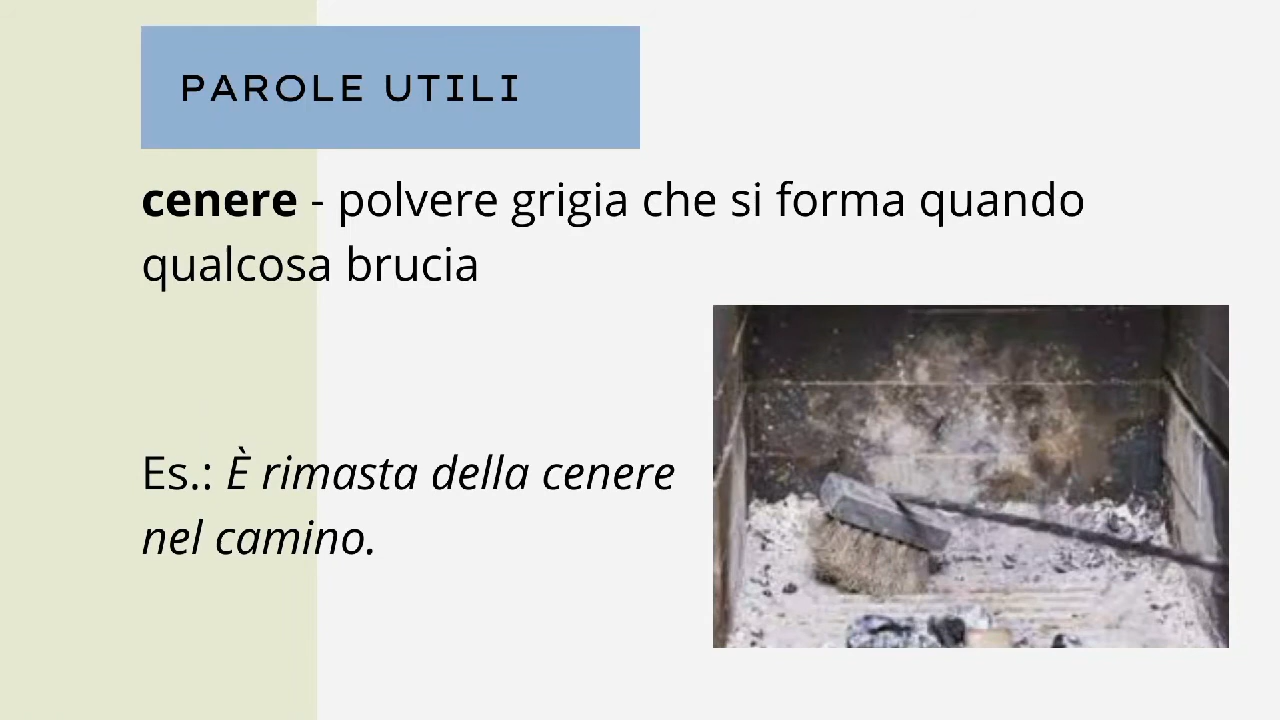 PAROLE UTILI
cenere - polvere grigia che si forma quando
qualcosa brucia
Es.: È rimasta della cenere
nel camino.